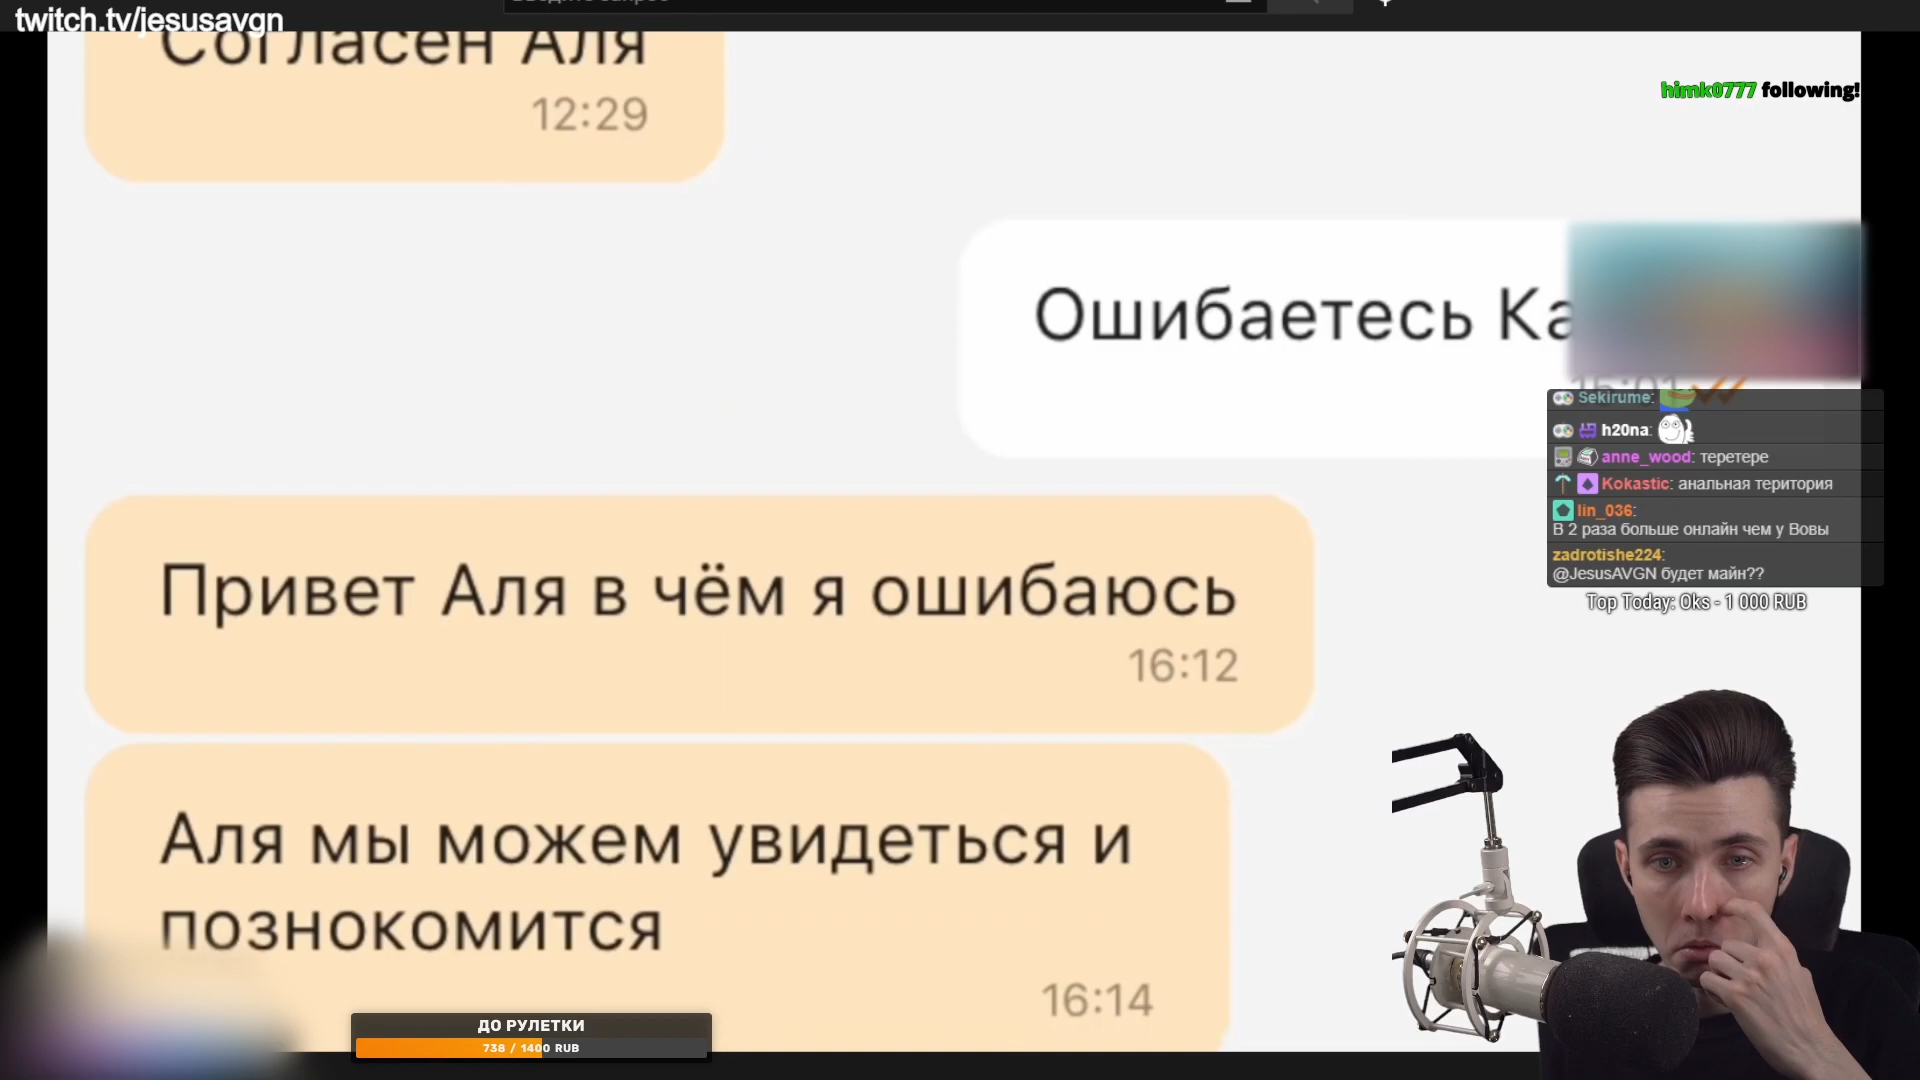 twitch.tv/jesusavgn
Согласен Аля
12:29
himk0777 following!
Ошибаетесь
Привет Аля в чём я ошибаюсь
16:12
Аля мы можем увидеться и
познокомится
16:14
Sekirume:
h20na:
anne_wood: теретере
Kokastic: анальная територия
lin_036:
В 2 раза больше онлайн чем у Вовы
zadrotishe224:
@JesusAVGN будет майн??
Top Today: Oks - 1 000 RUB
ДО РУЛЕТКИ
738 / 1400 RUB